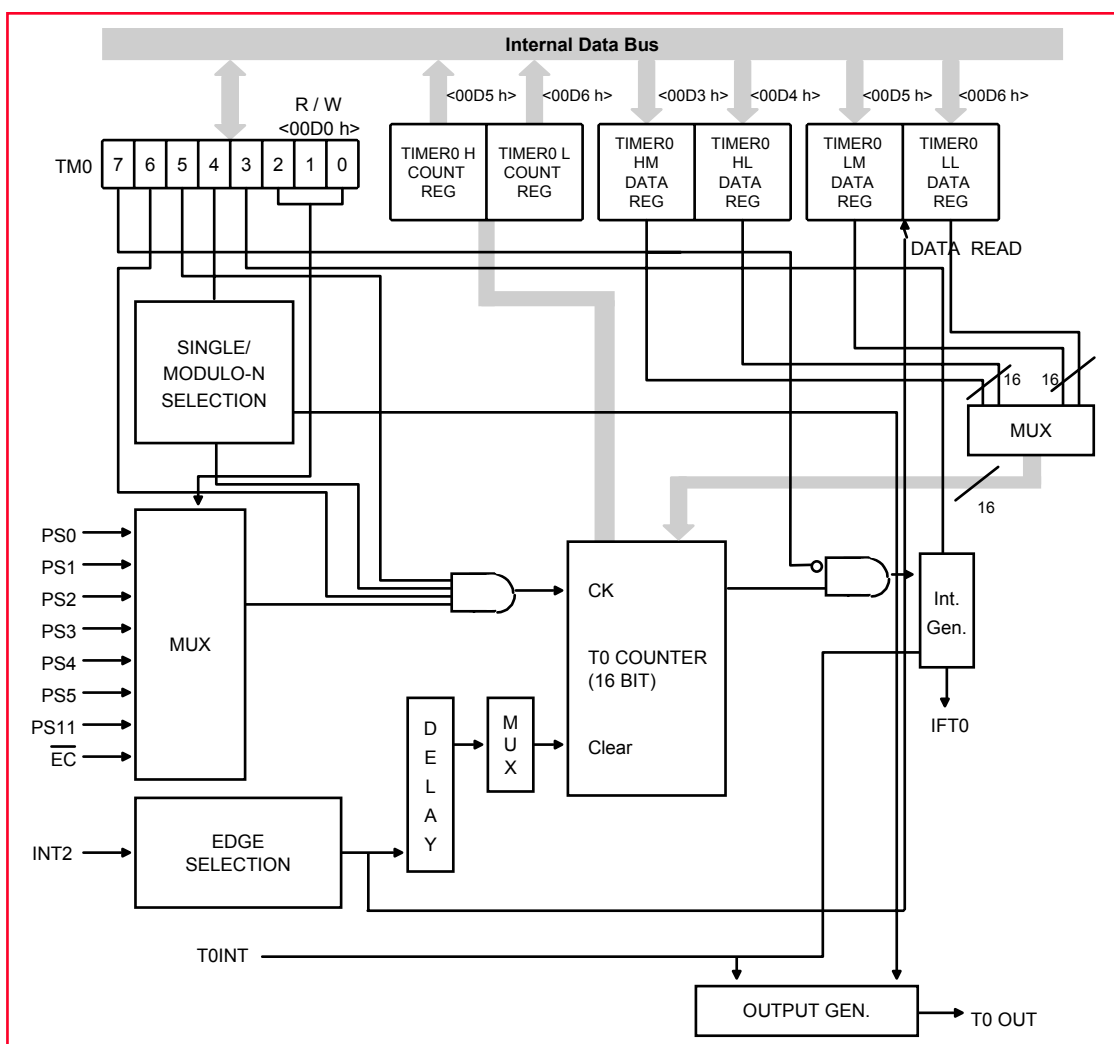 Internal Data Bus
R / W
<00D0 h>
<00D5 h>
<00D6 h>
<00D3 h>
<00D4 h>
<00D5 h>
<00D6 h>
TM0
7
6
5
4
3
2
1
0
TIMER0 H
COUNT
REG
TIMER0 L
COUNT
REG
TIMER0
HM
DATA
REG
TIMER0
HL
DATA
REG
TIMER0
LM
DATA
REG
TIMER0
LL
DATA
REG
DATA READ
SINGLE/
MODULO-N
SELECTION
16
16
MUX
16
PS0
PS1
PS2
PS3
PS4
PS5
PS11
EC
MUX
CK
T0 COUNTER
(16 BIT)
Clear
Int.
Gen.
IFT0
D
E
L
A
Y
M
U
X
INT2
EDGE
SELECTION
T0INT
OUTPUT GEN.
T0 OUT